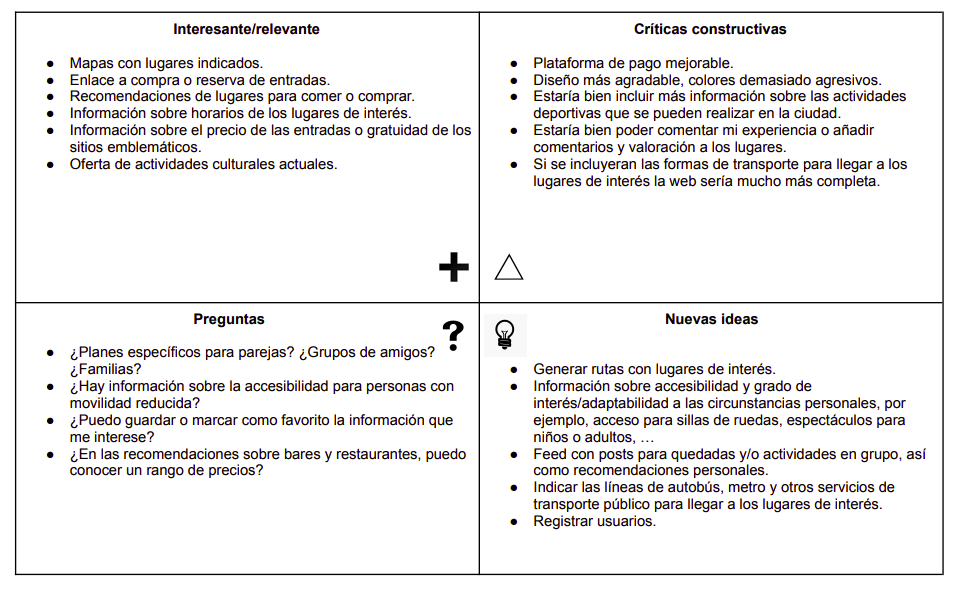 Interesante/relevante
● Mapas con lugares indicados.
● Enlace a compra o reserva de entradas.
● Recomendaciones de lugares para comer o comprar.
● Información sobre horarios de los lugares de interés.
● Información sobre el precio de las entradas o gratuidad de los
sitios emblemáticos.
● Oferta de actividades culturales actuales.
Críticas constructivas
● Plataforma de pago mejorable.
● Diseño más agradable, colores demasiado agresivos.
● Estaría bien incluir más información sobre las actividades
deportivas que se pueden realizar en la ciudad.
● Estaría bien poder comentar mi experiencia o añadir
comentarios y valoración a los lugares.
● Si se incluyeran las formas de transporte para llegar a los
lugares de interés la web sería mucho más completa.
Preguntas
?
● ¿Planes específicos para parejas? ¿Grupos de amigos?
¿Familias?
● ¿Hay información sobre la accesibilidad para personas con
movilidad reducida?
● ¿Puedo guardar o marcar como favorito la información que
me interese?
● ¿En las recomendaciones sobre bares y restaurantes, puedo
conocer un rango de precios?
Nuevas ideas
● Generar rutas con lugares de interés.
● Información sobre accesibilidad y grado de
interés/adaptabilidad a las circunstancias personales, por
ejemplo, acceso para sillas de ruedas, espectáculos para
niños o adultos, …
● Feed con posts para quedadas y/o actividades en grupo, así
como recomendaciones personales.
● Indicar las líneas de autobús, metro y otros servicios de
transporte público para llegar a los lugares de interés.
● Registrar usuarios.